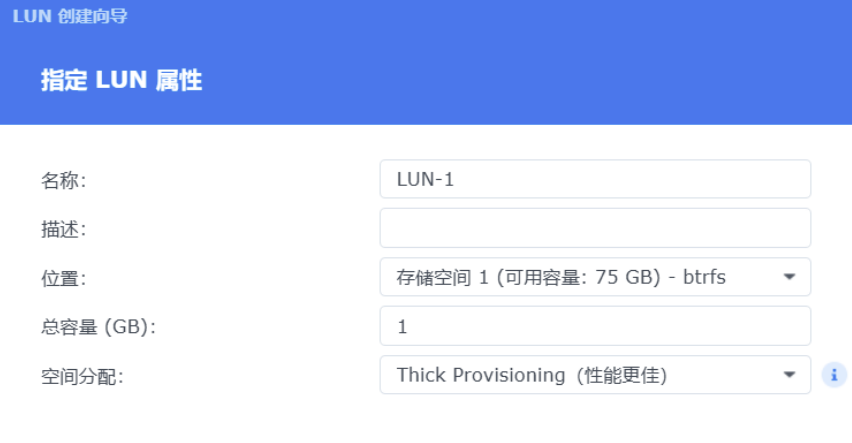 LUN 创建向导
指定 LUN 属性
名称: LUN-1
描述:
位置: 存储空间 1 (可用容量: 75 GB) - btrfs
总容量 (GB): 1
空间分配: Thick Provisioning (性能更佳) i